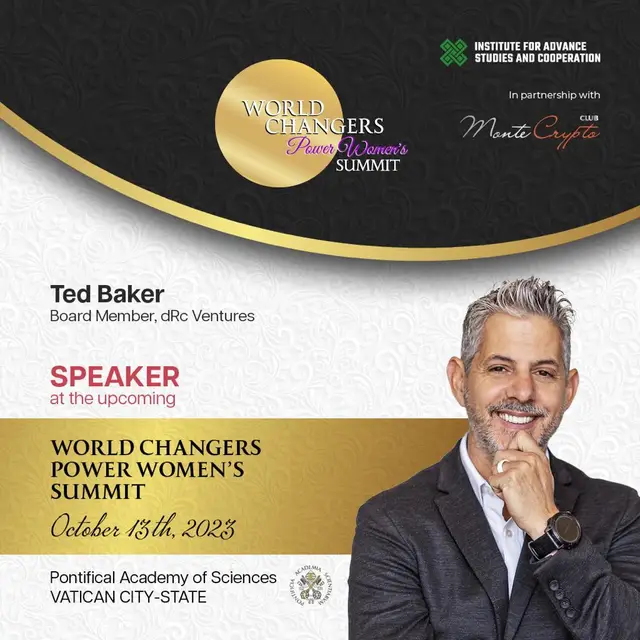 INSTITUTE FOR ADVANCE
STUDIES AND COOPERATION
In partnership with
CLUB
Monte Crypto
WORLD
CHANGERS
Power Women's
SUMMIT
Ted Baker
Board Member, dRc Ventures
SPEAKER
at the upcoming
WORLD CHANGERS
POWER WOMEN'S
SUMMIT
October 13th, 2023
Pontifical Academy of Sciences
VATICAN CITY-STATE